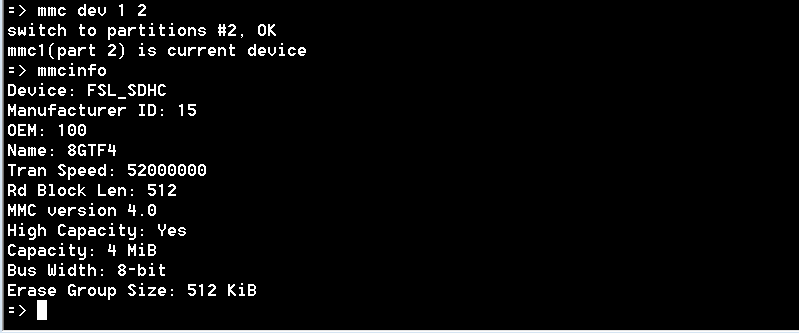 => mmc dev 1 2
switch to partitions #2, OK
mmc1(part 2) is current device
=> mmcinfo
Device: FSL_SDHC
Manufacturer ID: 15
OEM: 100
Name: 8GTF4
Tran Speed: 52000000
Rd Block Len: 512
MMC version 4.0
High Capacity: Yes
Capacity: 4 MiB
Bus Width: 8-bit
Erase Group Size: 512 KiB
=>